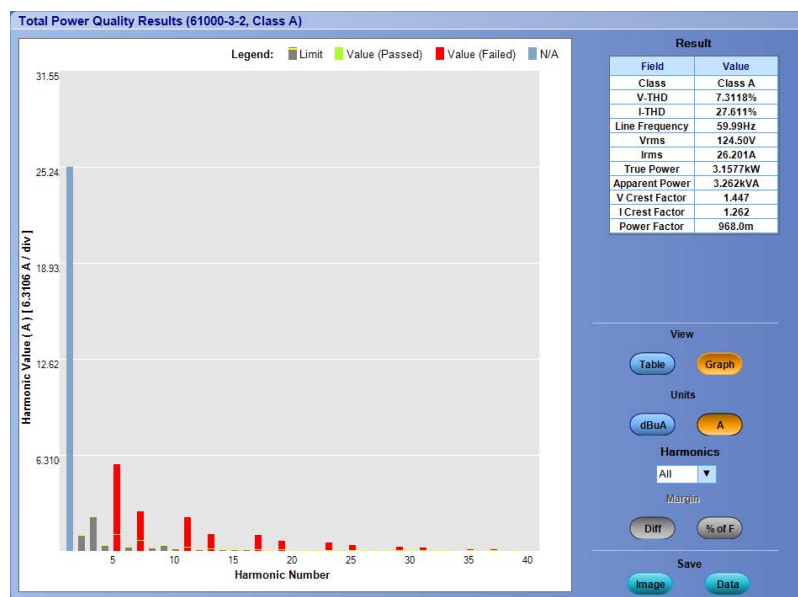 Total Power Quality Results (61000-3-2, Class A)
Legend: Limit Value (Passed) Value (Failed) N/A
31.55
25.24
18.93
12.62
6.310
Harmonic Value ( A ) [ 6.3106 A / div ]
5 10 15 20 25 30 35 40
Harmonic Number
Result
Field Value
Class Class A
V-THD 7.3118%
I-THD 27.611%
Line Frequency 59.99Hz
Vrms 124.50V
Irms 26.201A
True Power 3.1577kW
Apparent Power 3.262kVA
V Crest Factor 1.447
I Crest Factor 1.262
Power Factor 968.0m
View
Table Graph
Units
dBuA A
Harmonics
All
Margin
Diff % of F
Save
Image Data